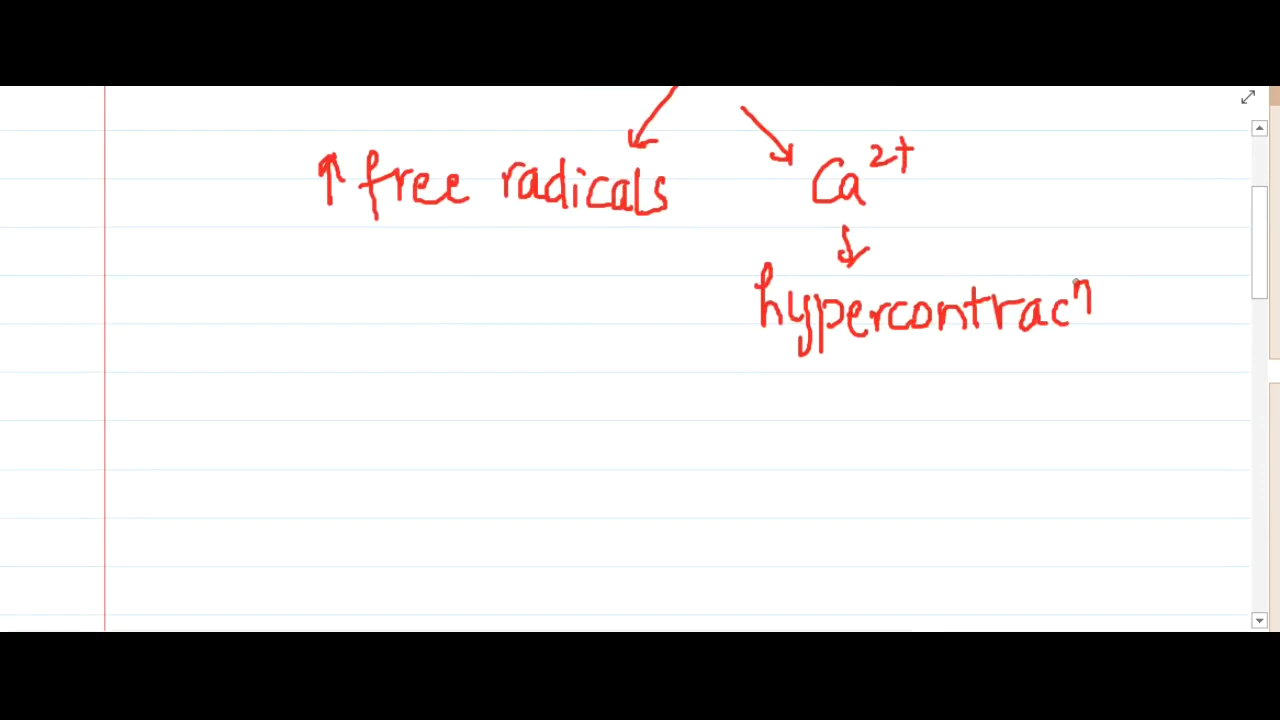 ↑ free radicals Ca²⁺
↓
hypercontracⁿ